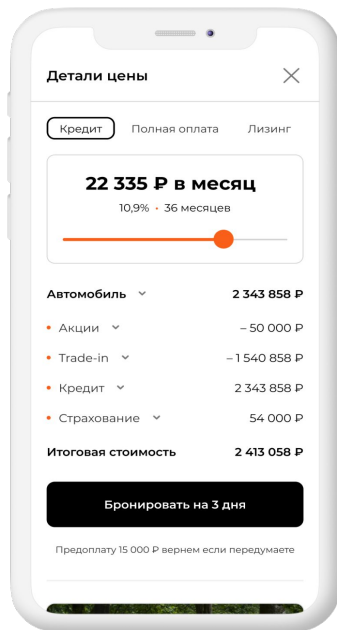 Детали цены
Кредит Полная оплата Лизинг
22 335 ₽ в месяц
10,9% • 36 месяцев
Автомобиль 2 343 858 ₽
• Акции – 50 000 ₽
• Trade-in – 1 540 858 ₽
• Кредит 2 343 858 ₽
• Страхование 54 000 ₽
Итоговая стоимость 2 413 058 ₽
Бронировать на 3 дня
Предоплату 15 000 ₽ вернем если передумаете